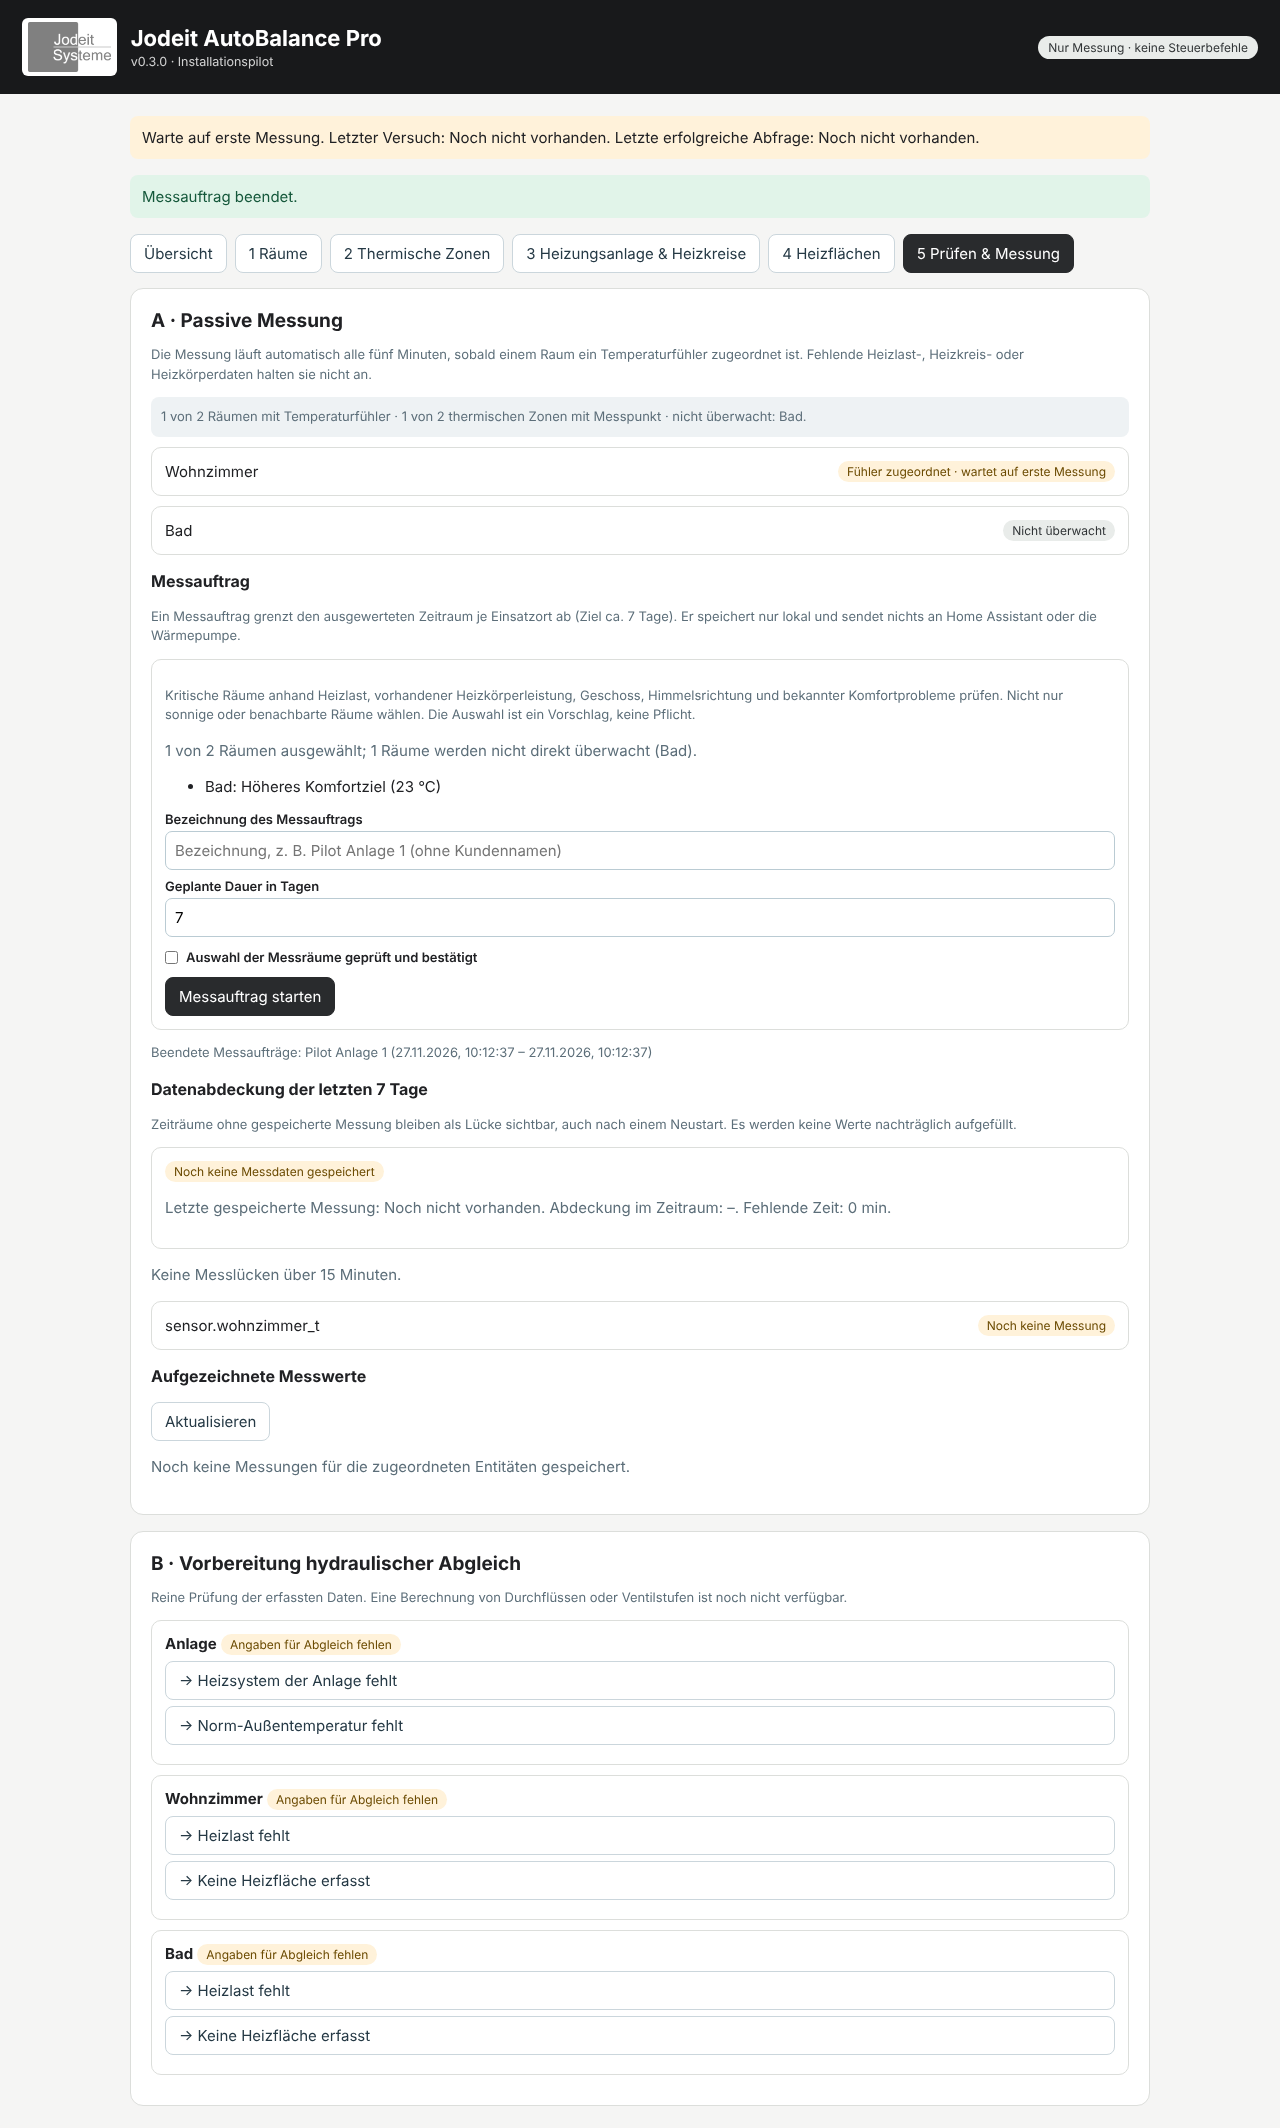 Jodeit
Systeme
Jodeit AutoBalance Pro
v0.3.0 · Installationspilot
Nur Messung · keine Steuerbefehle
Warte auf erste Messung. Letzter Versuch: Noch nicht vorhanden. Letzte erfolgreiche Abfrage: Noch nicht vorhanden.
Messauftrag beendet.
Übersicht
1 Räume
2 Thermische Zonen
3 Heizungsanlage & Heizkreise
4 Heizflächen
5 Prüfen & Messung
A · Passive Messung
Die Messung läuft automatisch alle fünf Minuten, sobald einem Raum ein Temperaturfühler zugeordnet ist. Fehlende Heizlast-, Heizkreis- oder
Heizkörperdaten halten sie nicht an.
1 von 2 Räumen mit Temperaturfühler · 1 von 2 thermischen Zonen mit Messpunkt · nicht überwacht: Bad.
Wohnzimmer
Fühler zugeordnet · wartet auf erste Messung
Bad
Nicht überwacht
Messauftrag
Ein Messauftrag grenzt den ausgewerteten Zeitraum je Einsatzort ab (Ziel ca. 7 Tage). Er speichert nur lokal und sendet nichts an Home Assistant oder die
Wärmepumpe.
Kritische Räume anhand Heizlast, vorhandener Heizkörperleistung, Geschoss, Himmelsrichtung und bekannter Komfortprobleme prüfen. Nicht nur
sonnige oder benachbarte Räume wählen. Die Auswahl ist ein Vorschlag, keine Pflicht.
1 von 2 Räumen ausgewählt; 1 Räume werden nicht direkt überwacht (Bad).
• Bad: Höheres Komfortziel (23 °C)
Bezeichnung des Messauftrags
Bezeichnung, z. B. Pilot Anlage 1 (ohne Kundennamen)
Geplante Dauer in Tagen
7
Auswahl der Messräume geprüft und bestätigt
Messauftrag starten
Beendete Messaufträge: Pilot Anlage 1 (27.11.2026, 10:12:37 – 27.11.2026, 10:12:37)
Datenabdeckung der letzten 7 Tage
Zeiträume ohne gespeicherte Messung bleiben als Lücke sichtbar, auch nach einem Neustart. Es werden keine Werte nachträglich aufgefüllt.
Noch keine Messdaten gespeichert
Letzte gespeicherte Messung: Noch nicht vorhanden. Abdeckung im Zeitraum: –. Fehlende Zeit: 0 min.
Keine Messlücken über 15 Minuten.
sensor.wohnzimmer_t
Noch keine Messung
Aufgezeichnete Messwerte
Aktualisieren
Noch keine Messungen für die zugeordneten Entitäten gespeichert.
B · Vorbereitung hydraulischer Abgleich
Reine Prüfung der erfassten Daten. Eine Berechnung von Durchflüssen oder Ventilstufen ist noch nicht verfügbar.
Anlage Angaben für Abgleich fehlen
→ Heizsystem der Anlage fehlt
→ Norm-Außentemperatur fehlt
Wohnzimmer Angaben für Abgleich fehlen
→ Heizlast fehlt
→ Keine Heizfläche erfasst
Bad Angaben für Abgleich fehlen
→ Heizlast fehlt
→ Keine Heizfläche erfasst